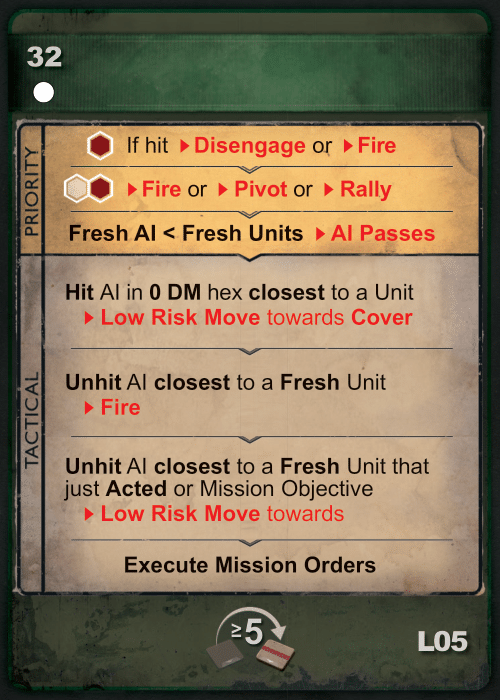 32
PRIORITY
If hit ▶Disengage or ▶Fire
▶Fire or ▶Pivot or ▶Rally
Fresh AI < Fresh Units ▶AI Passes
TACTICAL
Hit AI in 0 DM hex closest to a Unit
▶Low Risk Move towards Cover
Unhit AI closest to a Fresh Unit
▶Fire
Unhit AI closest to a Fresh Unit that
just Acted or Mission Objective
▶Low Risk Move towards
Execute Mission Orders
≥5
L05